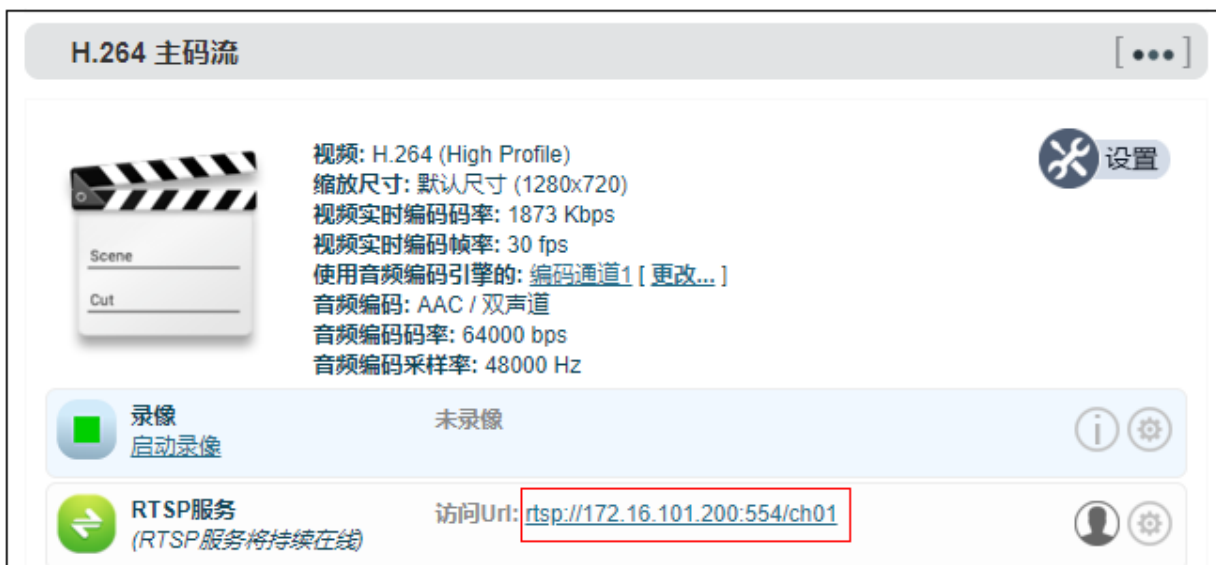 H.264 主码流
[•••]
视频: H.264 (High Profile)
设置
缩放尺寸: 默认尺寸 (1280x720)
视频实时编码码率: 1873 Kbps
视频实时编码帧率: 30 fps
Scene
使用音频编码引擎的: 编码通道1 [ 更改... ]
Cut
音频编码: AAC / 双声道
音频编码码率: 64000 bps
音频编码采样率: 48000 Hz
录像 未录像
启动录像
RTSP服务 访问Url: rtsp://172.16.101.200:554/ch01
(RTSP服务将持续在线)